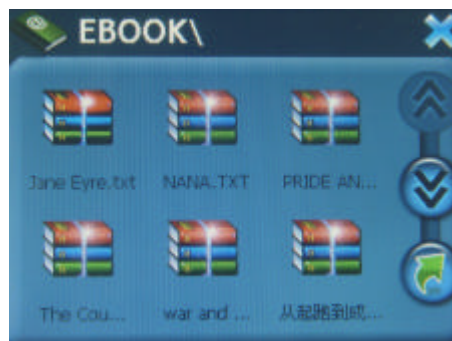 EBOOK\
Jane Eyre.txt
NANA.TXT
PRIDE AN...
The Cou...
war and ...
从起跑到成...